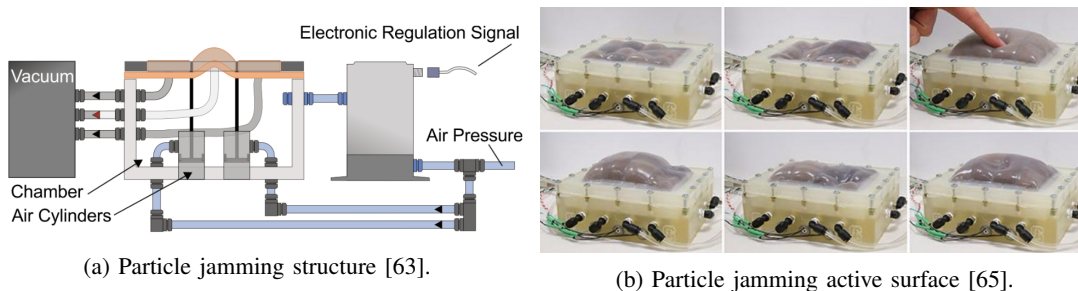 Electronic Regulation Signal
Vacuum
Air Pressure
Chamber
Air Cylinders
(a) Particle jamming structure [63].
(b) Particle jamming active surface [65].